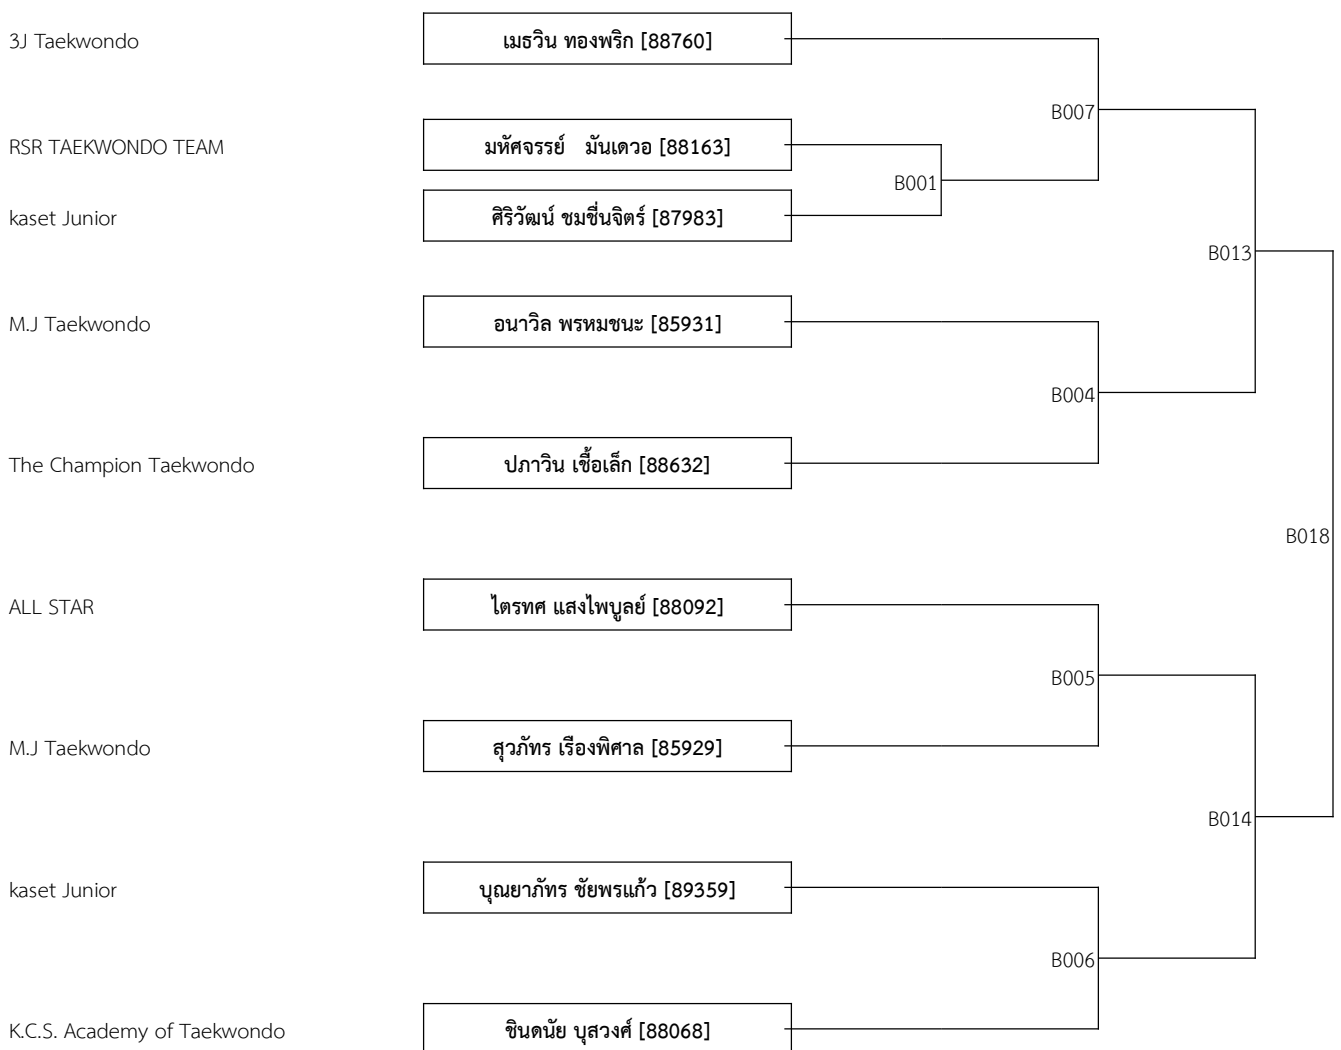 3J Taekwondo
เมธวิน ทองพริก [88760]
B007
RSR TAEKWONDO TEAM
มหัศจรรย์ มันเดวอ [88163]
B001
kaset Junior
ศิริวัฒน์ ชมชื่นจิตร์ [87983]
B013
M.J Taekwondo
อนาวิล พรหมชนะ [85931]
B004
The Champion Taekwondo
ปภาวิน เชื้อเล็ก [88632]
B018
ALL STAR
ไตรทศ แสงไพบูลย์ [88092]
B005
M.J Taekwondo
สุวภัทร เรืองพิศาล [85929]
B014
kaset Junior
บุณยาภัทร ชัยพรแก้ว [89359]
B006
K.C.S. Academy of Taekwondo
ชินดนัย บุสวงศ์ [88068]